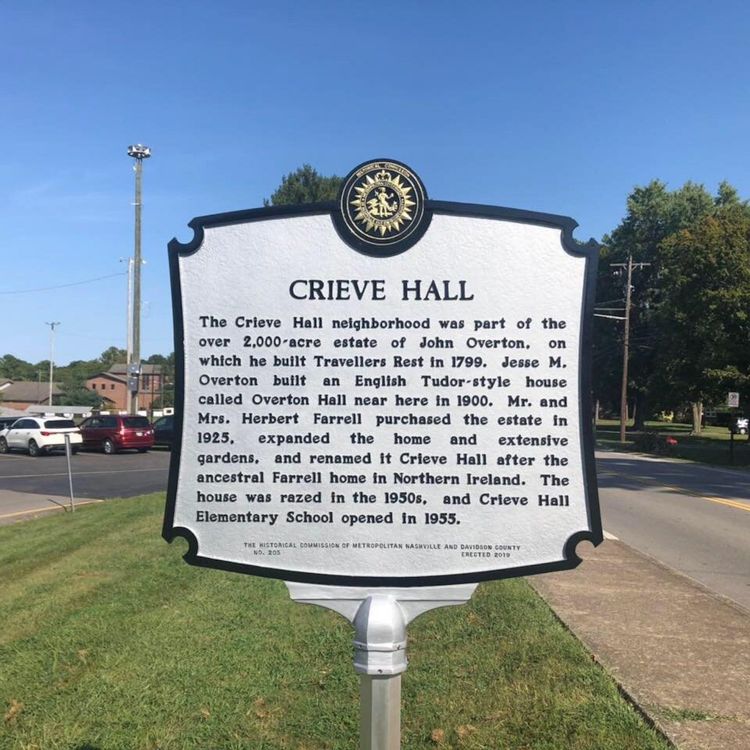 CRIEVE HALL
The Crieve Hall neighborhood was part of the
over 2,000-acre estate of John Overton, on
which he built Travellers Rest in 1799. Jesse M.
Overton built an English Tudor-style house
called Overton Hall near here in 1900. Mr. and
Mrs. Herbert Farrell purchased the estate in
1925, expanded the home and extensive
gardens, and renamed it Crieve Hall after the
ancestral Farrell home in Northern Ireland. The
house was razed in the 1950s, and Crieve Hall
Elementary School opened in 1955.
THE HISTORICAL COMMISSION OF METROPOLITAN NASHVILLE AND DAVIDSON COUNTY
NO. 205 ERECTED 2019